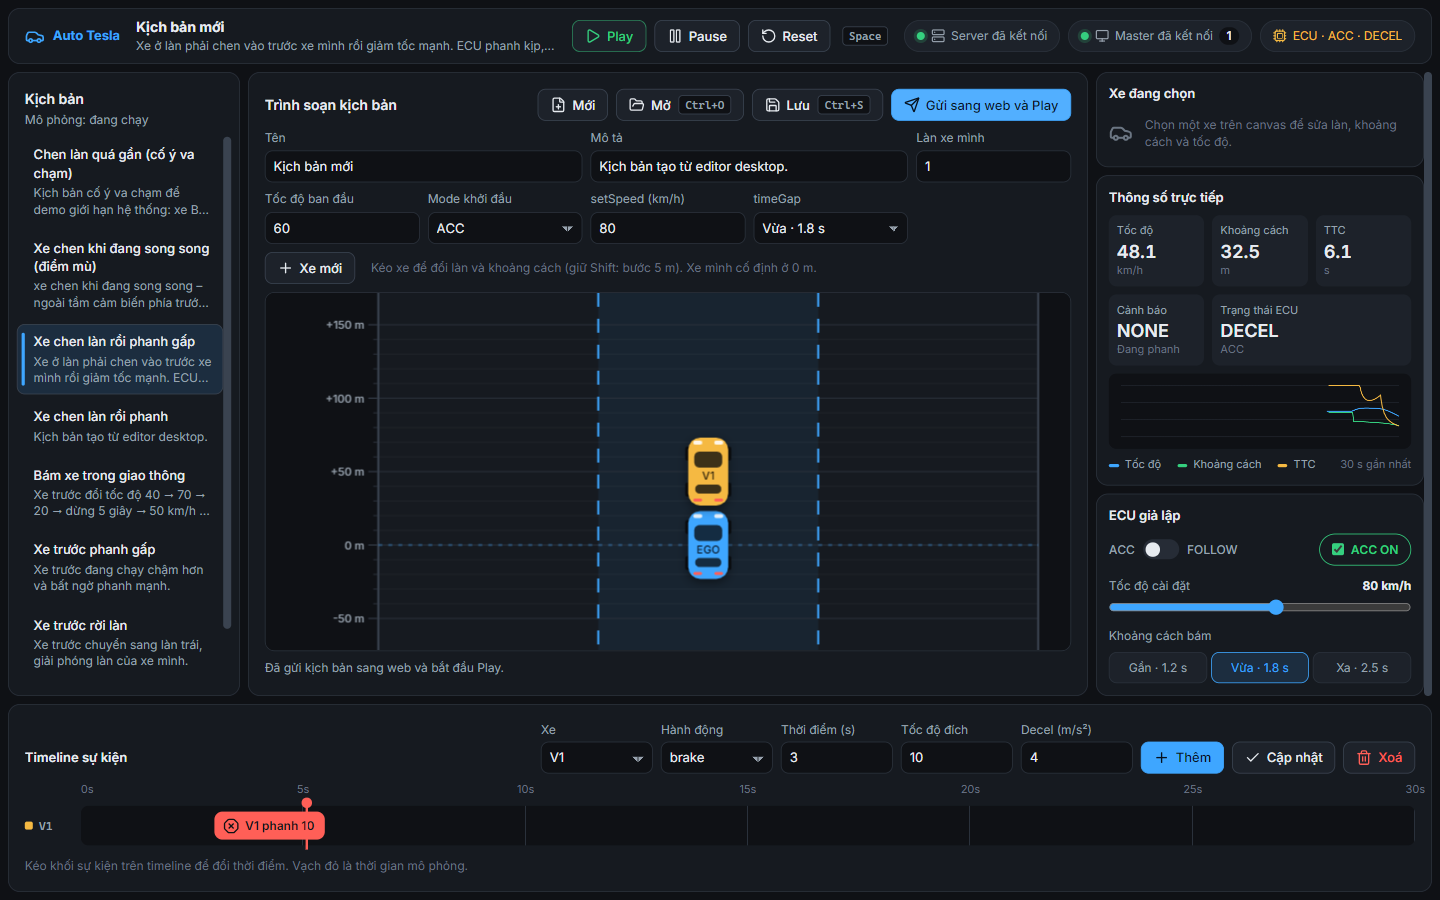 Auto Tesla
Kịch bản mới
Xe ở làn phải chen vào trước xe mình rồi giảm tốc mạnh. ECU phanh kịp,...
Play
Pause
Reset
Space
Server đã kết nối
Master đã kết nối 1
ECU · ACC · DECEL
Kịch bản
Mô phỏng: đang chạy
Chen làn quá gần (cố ý va
chạm)
Kịch bản cố ý va chạm để
demo giới hạn hệ thống: xe B...
Xe chen khi đang song song
(điểm mù)
xe chen khi đang song song –
ngoài tầm cảm biến phía trướ...
Xe chen làn rồi phanh gấp
Xe ở làn phải chen vào trước xe
mình rồi giảm tốc mạnh. ECU...
Xe chen làn rồi phanh
Kịch bản tạo từ editor desktop.
Bám xe trong giao thông
Xe trước đổi tốc độ 40 → 70 →
20 → dừng 5 giây → 50 km/h ...
Xe trước phanh gấp
Xe trước đang chạy chậm hơn
và bất ngờ phanh mạnh.
Xe trước rời làn
Xe trước chuyển sang làn trái,
giải phóng làn của xe mình.
Trình soạn kịch bản
Mới
Mở Ctrl+O
Lưu Ctrl+S
Gửi sang web và Play
Tên
Mô tả
Làn xe mình
Kịch bản mới
Kịch bản tạo từ editor desktop.
1
Tốc độ ban đầu
Mode khởi đầu
setSpeed (km/h)
timeGap
60
ACC
80
Vừa · 1.8 s
Xe mới
Kéo xe để đổi làn và khoảng cách (giữ Shift: bước 5 m). Xe mình cố định ở 0 m.
+150 m
+100 m
+50 m
0 m
-50 m
V1
EGO
Đã gửi kịch bản sang web và bắt đầu Play.
Xe đang chọn
Chọn một xe trên canvas để sửa làn, khoảng
cách và tốc độ.
Thông số trực tiếp
Tốc độ
48.1
km/h
Khoảng cách
32.5
m
TTC
6.1
s
Cảnh báo
NONE
Đang phanh
Trạng thái ECU
DECEL
ACC
Tốc độ
Khoảng cách
TTC
30 s gần nhất
ECU giả lập
ACC
FOLLOW
ACC ON
Tốc độ cài đặt
80 km/h
Khoảng cách bám
Gần · 1.2 s
Vừa · 1.8 s
Xa · 2.5 s
Timeline sự kiện
Xe
Hành động
Thời điểm (s)
Tốc độ đích
Decel (m/s²)
V1
brake
3
10
4
Thêm
Cập nhật
Xoá
0s
5s
10s
15s
20s
25s
30s
V1
V1 phanh 10
Kéo khối sự kiện trên timeline để đổi thời điểm. Vạch đỏ là thời gian mô phỏng.